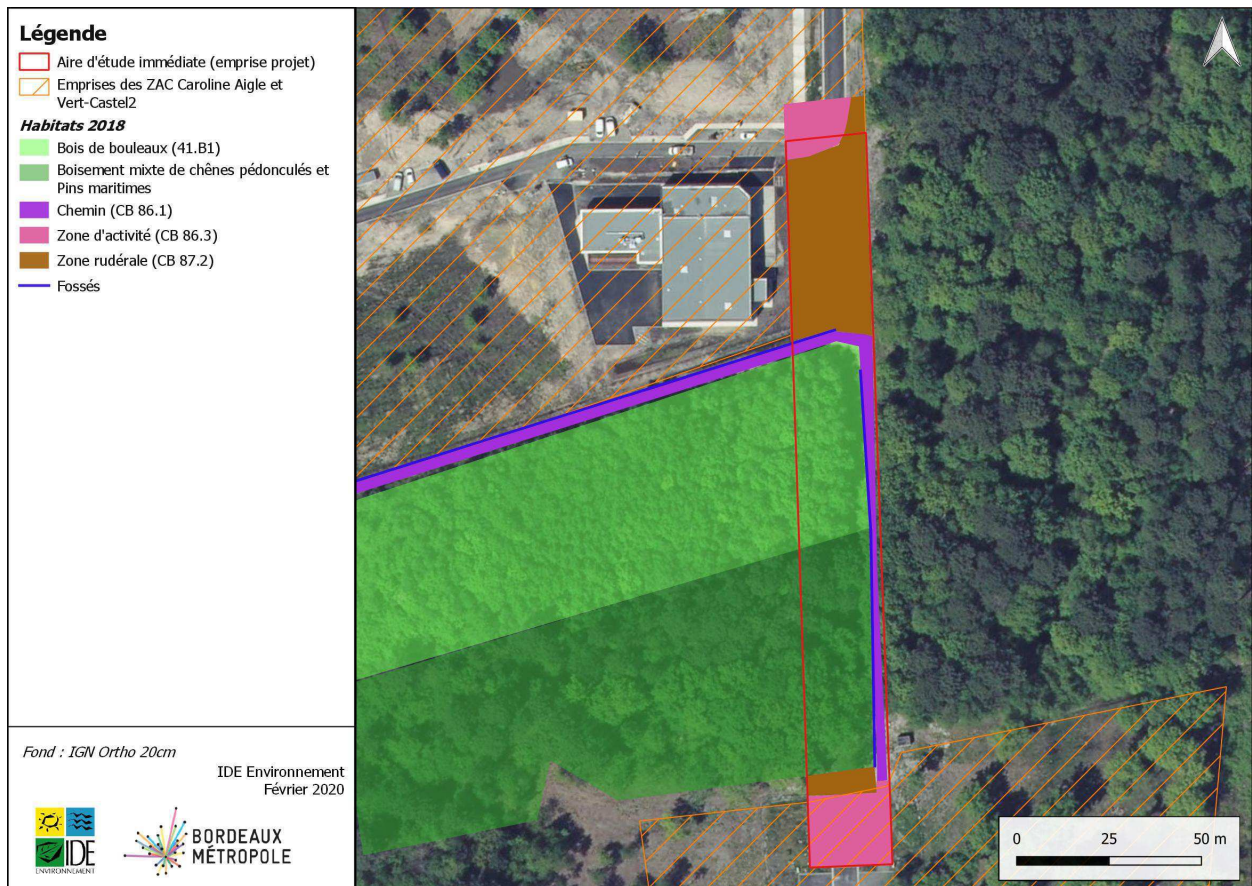 Légende
Aire d'étude immédiate (emprise projet)
Emprises des ZAC Caroline Aigle et
Vert-Castel2
Habitats 2018
Bois de bouleaux (41.B1)
Boisement mixte de chênes pédonculés et
Pins maritimes
Chemin (CB 86.1)
Zone d'activité (CB 86.3)
Zone rudérale (CB 87.2)
Fossés
Fond : IGN Ortho 20cm
IDE Environnement
Février 2020
IDE
ENVIRONNEMENT
BORDEAUX
MÉTROPOLE
0 25 50 m